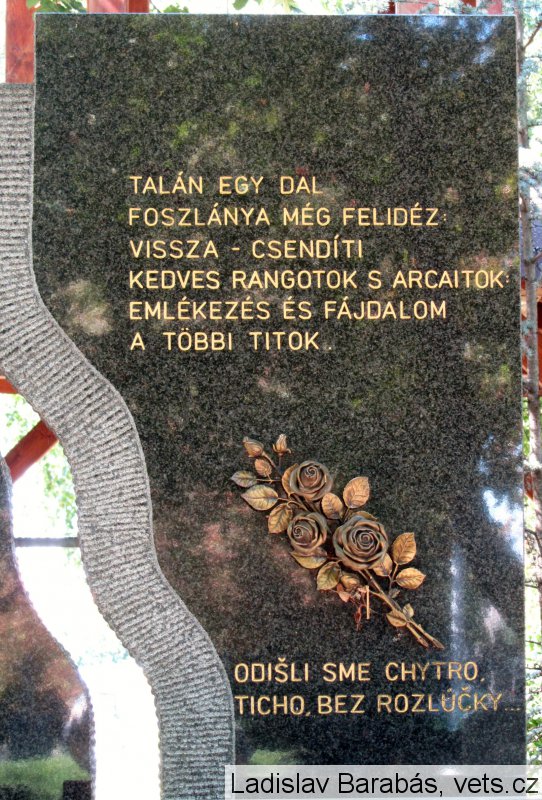 TALÁN EGY DAL
FOSZLÁNYA MÉG FELIDÉZ:
VISSZA - CSENDÍTI
KEDVES RANGOTOK S ARCAITOK:
EMLÉKEZÉS ÉS FÁJDALOM
A TÖBBI TITOK..
ODIŠLI SME CHYTRO,
TICHO, BEZ ROZLÚČKY...
Ladislav Barabás, vets.cz